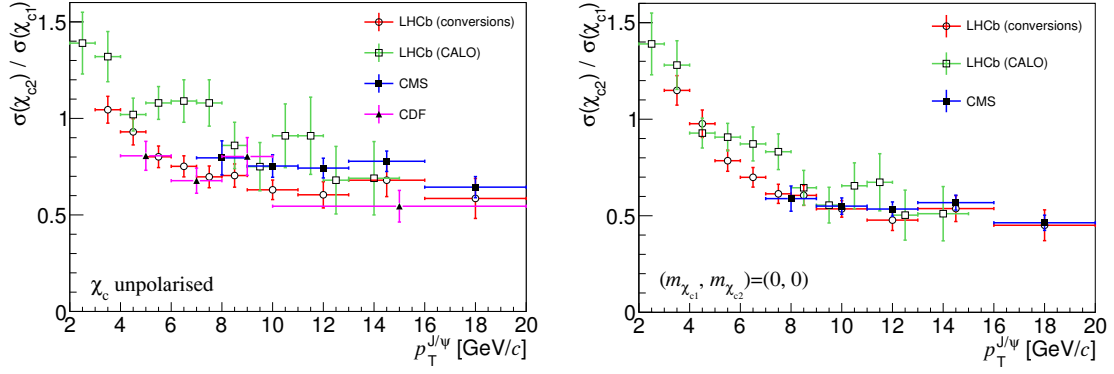 σ(χc2) / σ(χc1)
1.5
1
0.5
0
LHCb (conversions)
LHCb (CALO)
CMS
CDF
χc unpolarised
2 4 6 8 10 12 14 16 18 20
pT^J/ψ [GeV/c]
σ(χc2) / σ(χc1)
1.5
1
0.5
0
LHCb (conversions)
LHCb (CALO)
CMS
(mχc1, mχc2)=(0, 0)
2 4 6 8 10 12 14 16 18 20
pT^J/ψ [GeV/c]